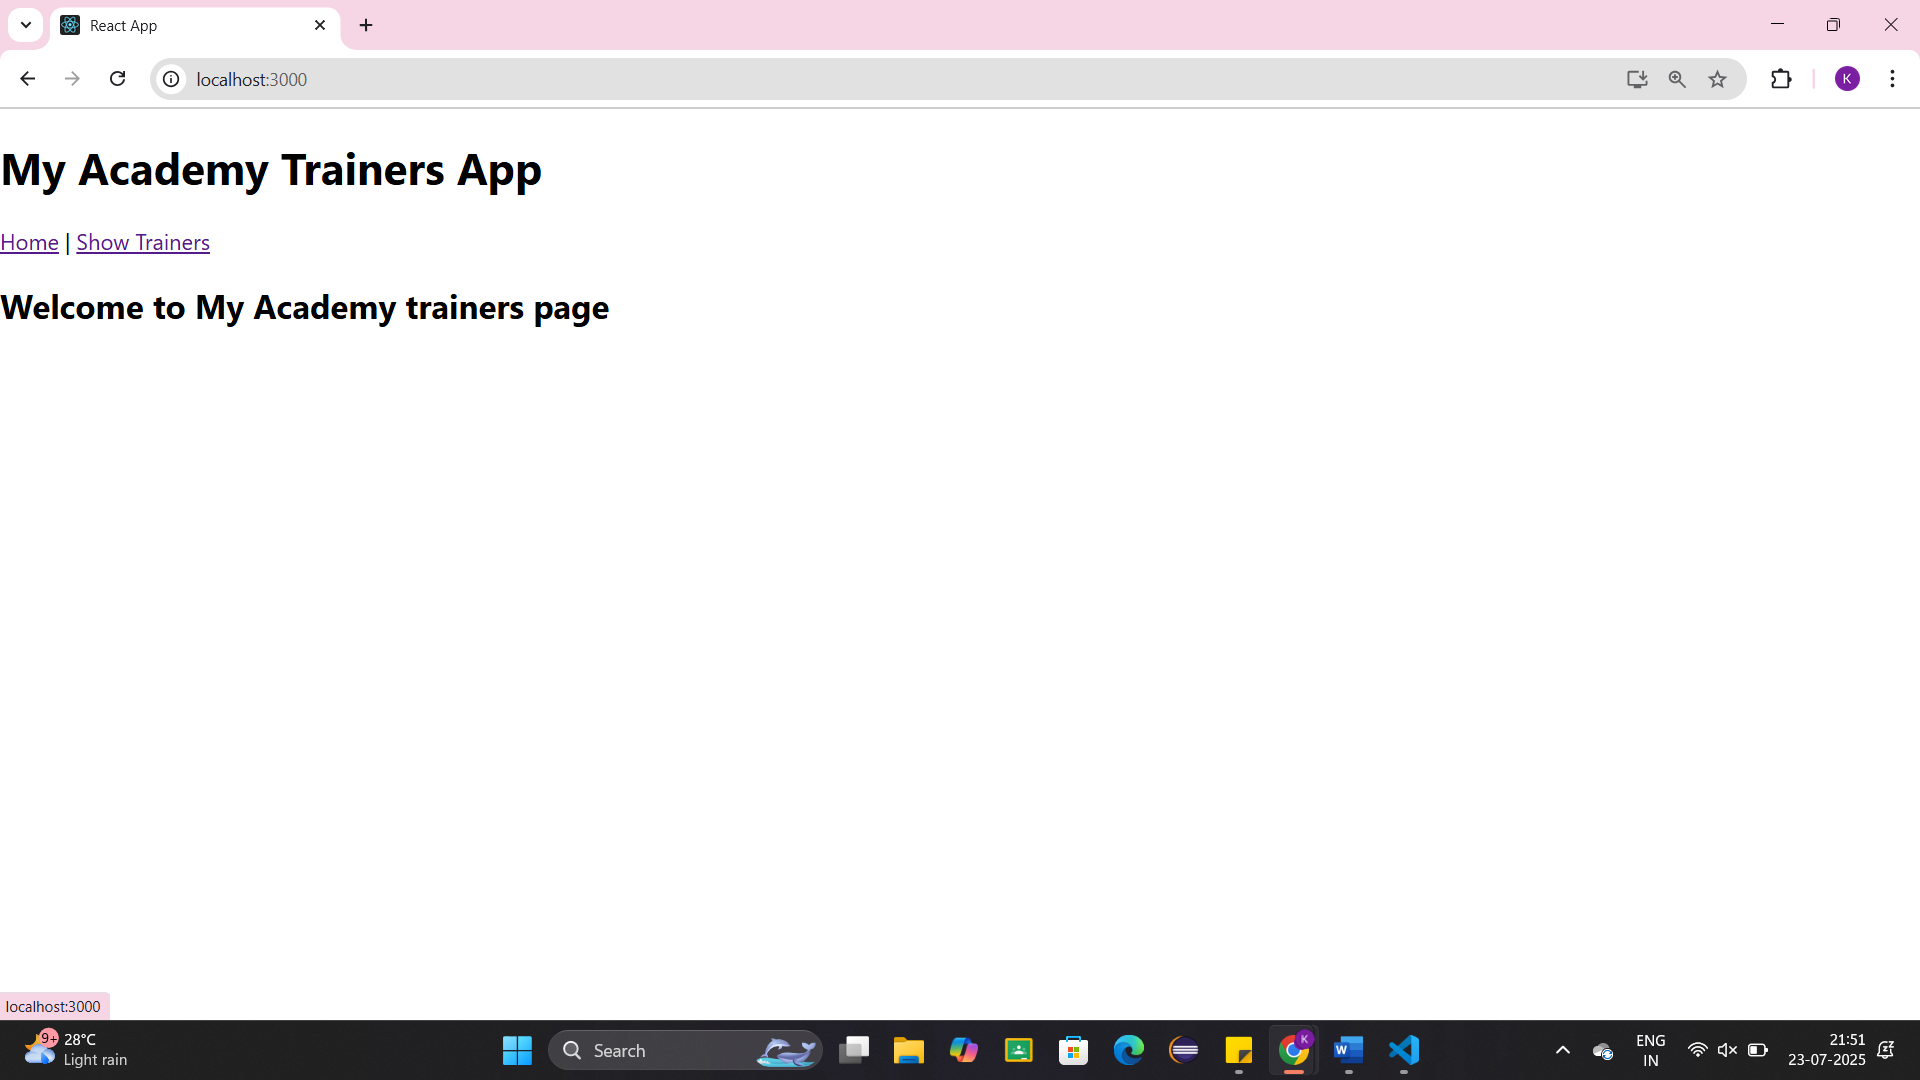 React App
localhost:3000
K
My Academy Trainers App
Home | Show Trainers
Welcome to My Academy trainers page
localhost:3000
9+
28°C
Light rain
Search
K
W
ENG
IN
21:51
23-07-2025